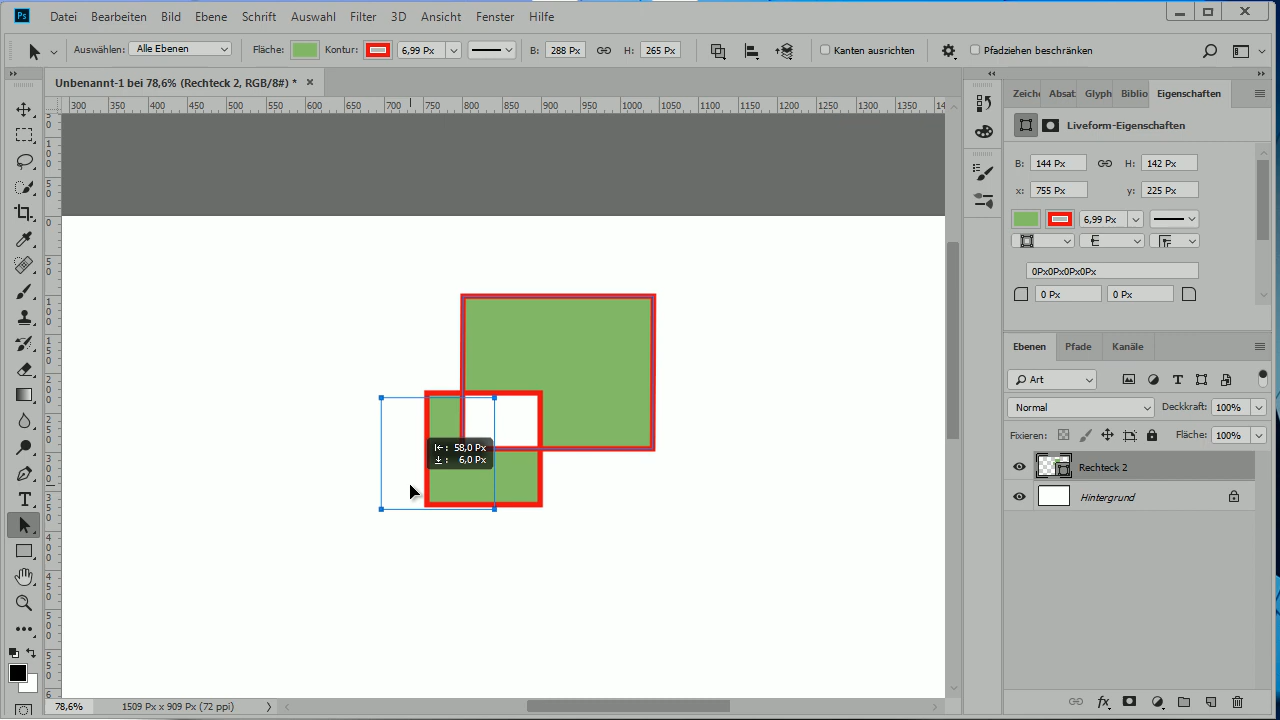 Ps Datei Bearbeiten Bild Ebene Schrift Auswahl Filter 3D Ansicht Fenster Hilfe
Auswählen: Alle Ebenen Fläche: Kontur: 6,99 Px B: 288 Px H: 265 Px Kanten ausrichten Pfadziehen beschränken
Unbenannt-1 bei 78,6% (Rechteck 2, RGB/8#) *
300 350 400 450 500 550 600 650 700 750 800 850 900 950 1000 1050 1100 1150 1200 1250 1300 1350
Zeiche Absat Glyph Biblio Eigenschaften
Liveform-Eigenschaften
B: 144 Px H: 142 Px
x: 755 Px y: 225 Px
6,99 Px
0Px0Px0Px0Px
0 Px 0 Px
Ebenen Pfade Kanäle
Art
Normal Deckkraft: 100%
Fixieren: Fläche: 100%
Rechteck 2
Hintergrund
58,0 Px
6,0 Px
78,6% 1509 Px x 909 Px (72 ppi)